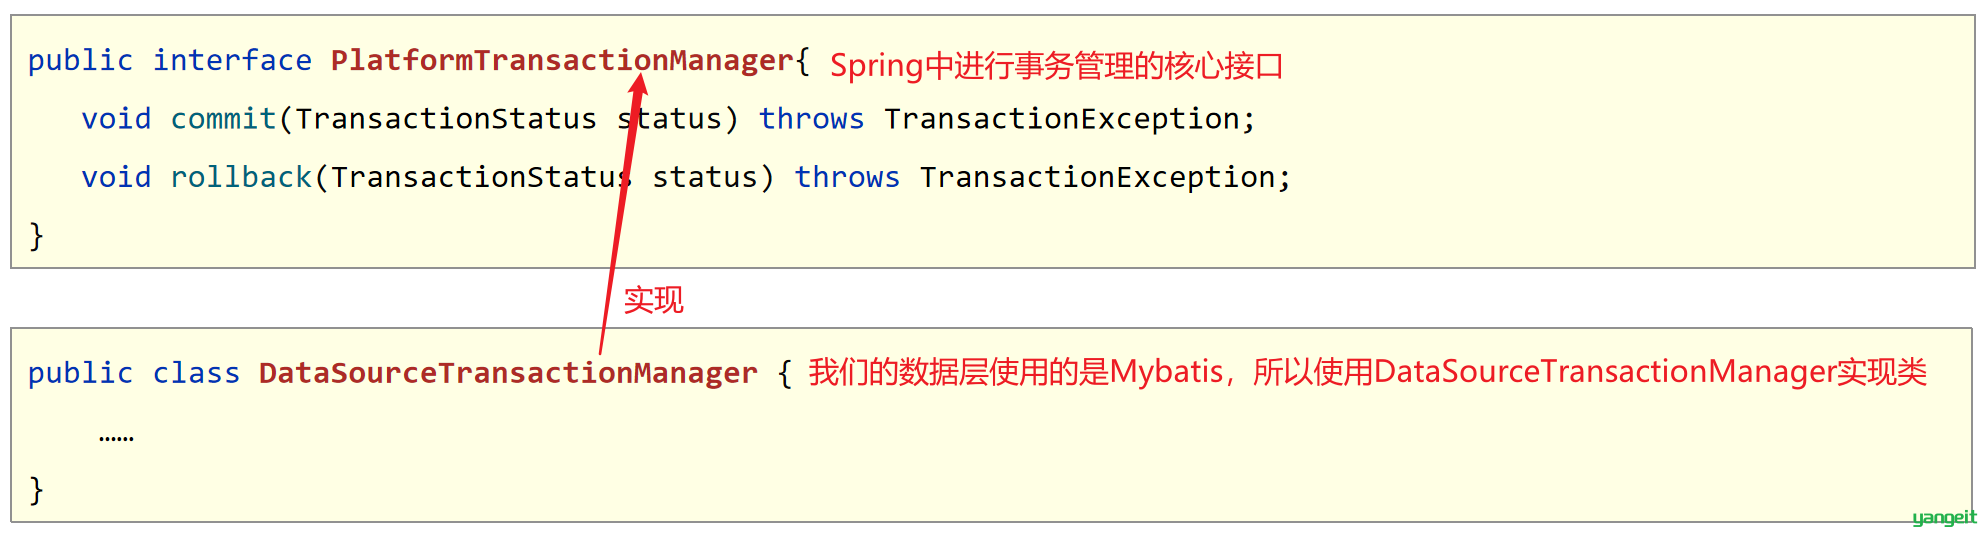 public interface PlatformTransactionManager{ Spring中进行事务管理的核心接口
void commit(TransactionStatus status) throws TransactionException;
void rollback(TransactionStatus status) throws TransactionException;
}
实现
public class DataSourceTransactionManager { 我们的数据层使用的是Mybatis，所以使用DataSourceTransactionManager实现类
……
}
yangeit